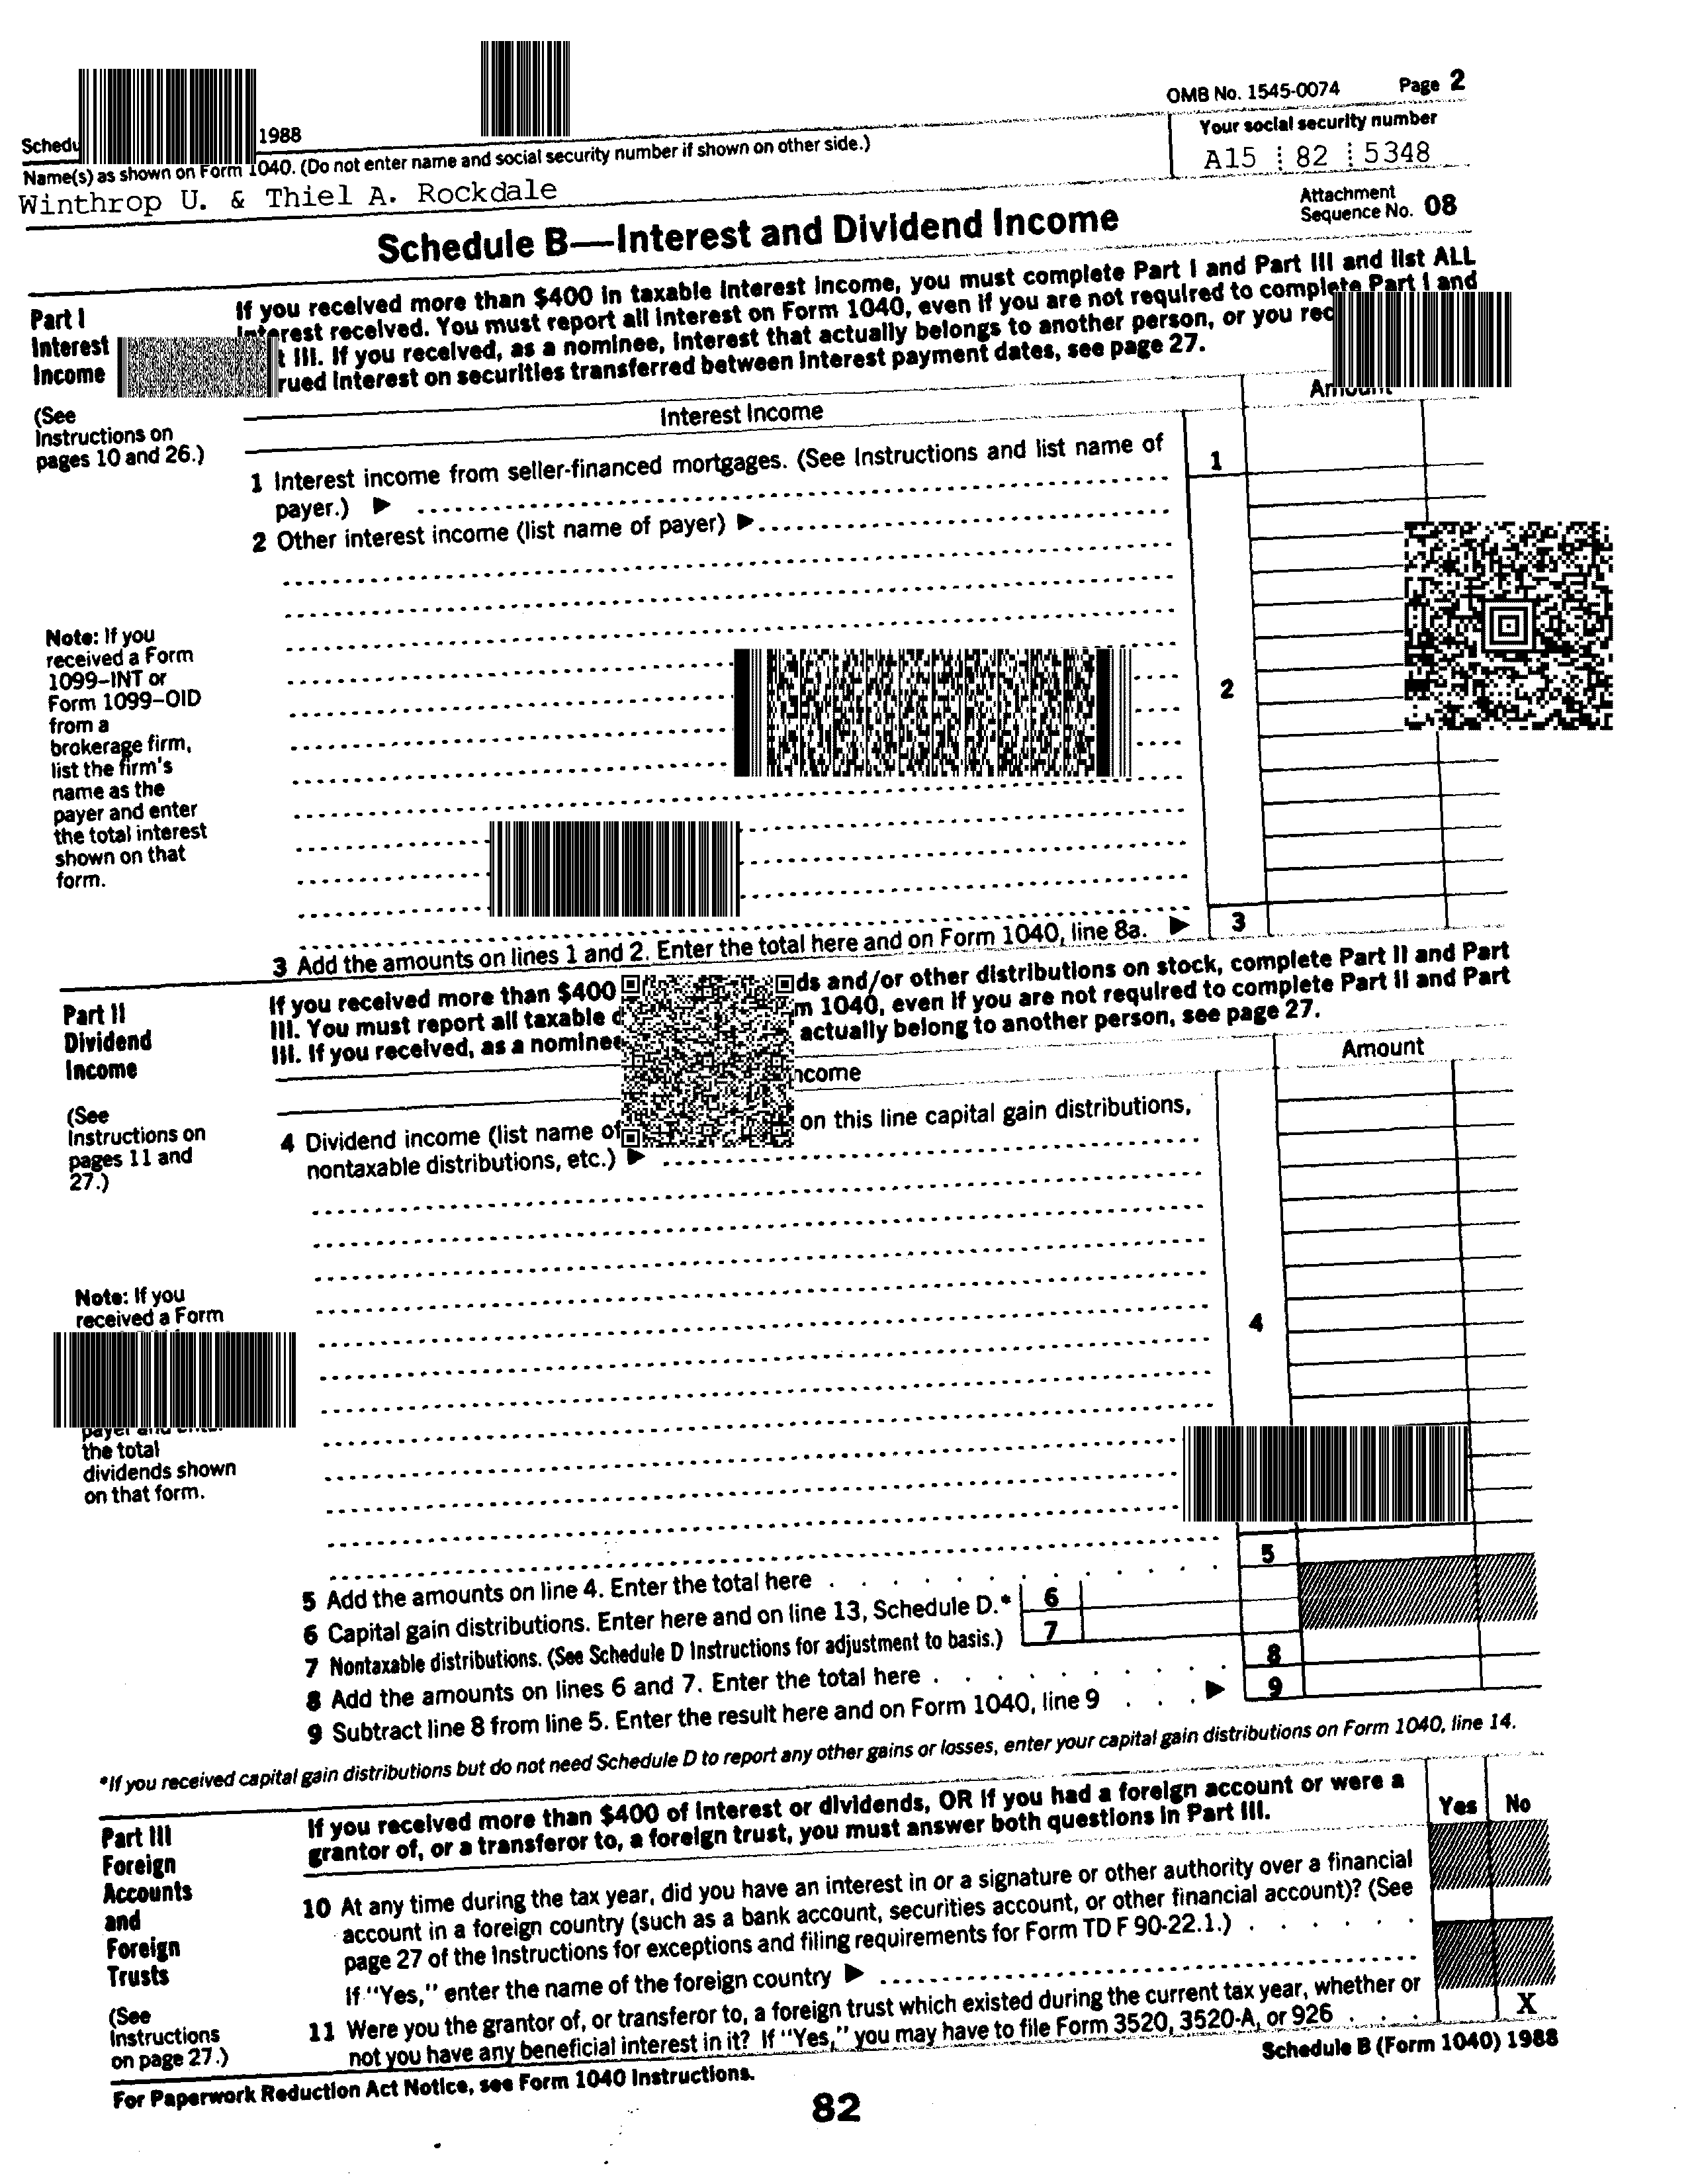 OMB No. 1545-0074 Page 2
1988
Name(s) as shown on Form 1040. (Do not enter name and social security number if shown on other side.)
Your social security number
Winthrop U. & Thiel A. Rockdale
A15 82 5348
Schedule B—Interest and Dividend Income
Attachment
Sequence No. 08
Part I
Interest
Income
(See
Instructions on
pages 10 and 26.)
If you received more than $400 in taxable interest income, you must complete Part I and Part III and list ALL
interest received. You must report all interest on Form 1040, even if you are not required to complete Part I and
III. If you received, as a nominee, interest that actually belongs to another person, or you
interest on securities transferred between interest payment dates, see page 27.
Interest Income
Amount
1 Interest income from seller-financed mortgages. (See Instructions and list name of
payer.) ▶
1
2 Other interest income (list name of payer) ▶
Note: If you
received a Form
1099–INT or
Form 1099–OID
from a
brokerage firm,
list the firm's
name as the
payer and enter
the total interest
shown on that
form.
2
3 Add the amounts on lines 1 and 2. Enter the total here and on Form 1040, line 8a. ▶ 3
Part II
Dividend
Income
(See
Instructions on
pages 11 and
27.)
If you received more than $400 and/or other distributions on stock, complete Part II and Part
III. You must report all taxable 1040, even if you are not required to complete Part II and Part
III. If you received, as a nominee actually belong to another person, see page 27.
Amount
4 Dividend income (list name of on this line capital gain distributions,
nontaxable distributions, etc.) ▶
Note: If you
received a Form
the total
dividends shown
on that form.
4
5 Add the amounts on line 4. Enter the total here 5
6 Capital gain distributions. Enter here and on line 13, Schedule D.* 6
7 Nontaxable distributions. (See Schedule D Instructions for adjustment to basis.) 7
8 Add the amounts on lines 6 and 7. Enter the total here 8
9 Subtract line 8 from line 5. Enter the result here and on Form 1040, line 9 ▶ 9
*If you received capital gain distributions but do not need Schedule D to report any other gains or losses, enter your capital gain distributions on Form 1040, line 14.
Part III
Foreign
Accounts
and
Foreign
Trusts
(See
Instructions
on page 27.)
If you received more than $400 of interest or dividends, OR if you had a foreign account or were a
grantor of, or a transferor to, a foreign trust, you must answer both questions in Part III.
Yes No
10 At any time during the tax year, did you have an interest in or a signature or other authority over a financial
account in a foreign country (such as a bank account, securities account, or other financial account)? (See
page 27 of the Instructions for exceptions and filing requirements for Form TD F 90-22.1.)
If "Yes," enter the name of the foreign country ▶
11 Were you the grantor of, or transferor to, a foreign trust which existed during the current tax year, whether or
not you have any beneficial interest in it? If "Yes," you may have to file Form 3520, 3520-A, or 926 X
For Paperwork Reduction Act Notice, see Form 1040 Instructions.
Schedule B (Form 1040) 1988
82